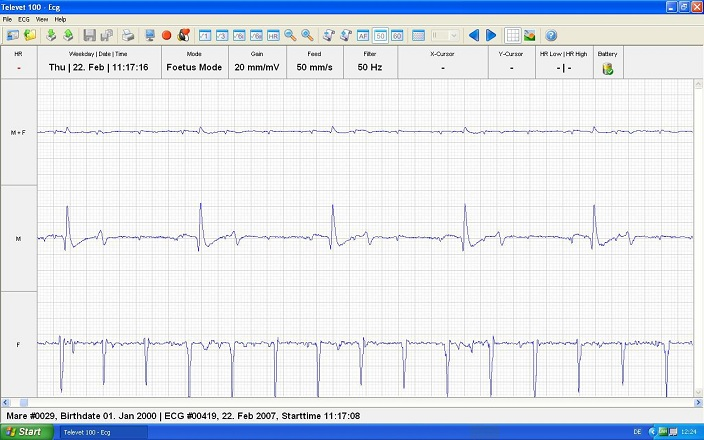 Televet 100 - Ecg
File ECG View Help
AF 50 60
HR Weekday | Date | Time Mode Gain Feed Filter X-Cursor Y-Cursor HR Low | HR High Battery
- Thu | 22. Feb | 11:17:16 Foetus Mode 20 mm/mV 50 mm/s 50 Hz - - - | -
M + F
M
F
Mare #0029, Birthdate 01. Jan 2000 | ECG #00419, 22. Feb 2007, Starttime 11:17:08
Start Televet 100 - Ecg DE 12:24